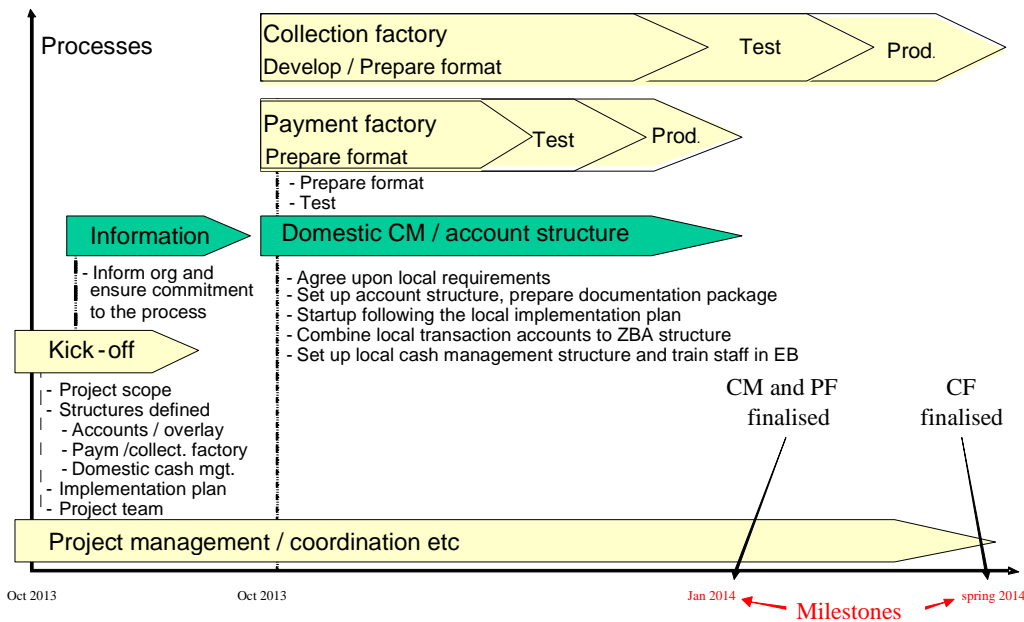 Processes
Collection factory
Develop / Prepare format
Test
Prod.
Payment factory
Prepare format
Test
Prod.
- Prepare format
- Test
Information
Domestic CM / account structure
- Inform org and
ensure commitment
to the process
- Agree upon local requirements
- Set up account structure, prepare documentation package
- Startup following the local implementation plan
- Combine local transaction accounts to ZBA structure
- Set up local cash management structure and train staff in EB
Kick-off
- Project scope
- Structures defined
- Accounts / overlay
- Paym /collect. factory
- Domestic cash mgt.
- Implementation plan
- Project team
CM and PF
finalised
CF
finalised
Project management / coordination etc
Oct 2013
Oct 2013
Jan 2014
spring 2014
Milestones